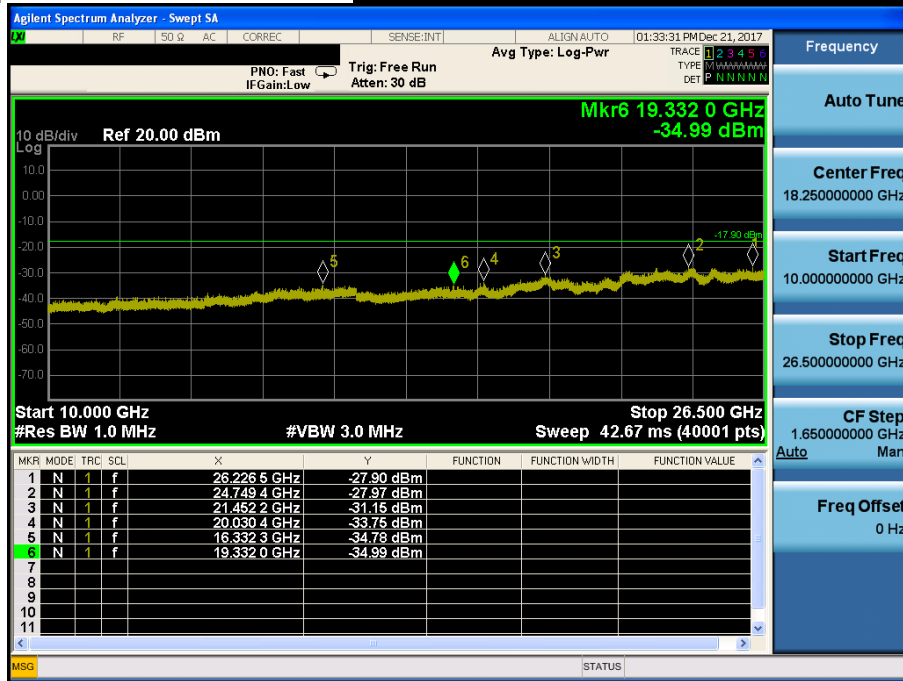 Agilent Spectrum Analyzer - Swept SA
LXI RF 50 Ω AC CORREC SENSE:INT ALIGN AUTO 01:33:31 PM Dec 21, 2017
PNO: Fast Trig: Free Run Avg Type: Log-Pwr TRACE 1 2 3 4 5 6
IFGain:Low Atten: 30 dB TYPE M WWWWW
DET P N N N N N
Frequency
Mkr6 19.332 0 GHz
-34.99 dBm
10 dB/div Ref 20.00 dBm
Log
10.0
0.00
-10.0
-20.0
-30.0
-40.0
-50.0
-60.0
-70.0
-17.90 dBm
5
6
4
3
2
1
Start 10.000 GHz Stop 26.500 GHz
#Res BW 1.0 MHz #VBW 3.0 MHz Sweep 42.67 ms (40001 pts)
MKR MODE TRC SCL X Y FUNCTION FUNCTION WIDTH FUNCTION VALUE
1 N 1 f 26.226 5 GHz -27.90 dBm
2 N 1 f 24.749 4 GHz -27.97 dBm
3 N 1 f 21.452 2 GHz -31.15 dBm
4 N 1 f 20.030 4 GHz -33.75 dBm
5 N 1 f 16.332 3 GHz -34.78 dBm
6 N 1 f 19.332 0 GHz -34.99 dBm
7
8
9
10
11
MSG STATUS
Auto Tune
Center Freq
18.250000000 GHz
Start Freq
10.000000000 GHz
Stop Freq
26.500000000 GHz
CF Step
1.650000000 GHz
Auto Man
Freq Offset
0 Hz